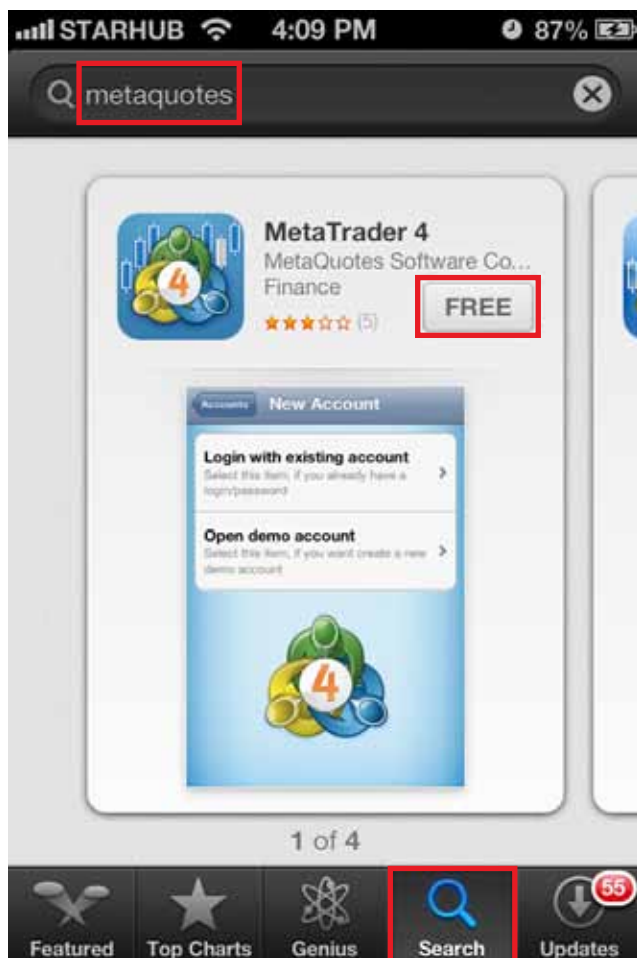 STARHUB 4:09 PM 87%
metaquotes
MetaTrader 4
MetaQuotes Software Co...
Finance
(5)
FREE
4
Accounts New Account
Login with existing account
Select this item, if you already have a
login/password
Open demo account
Select this item, if you want create a new
demo account
4
1 of 4
55
Featured Top Charts Genius Search Updates